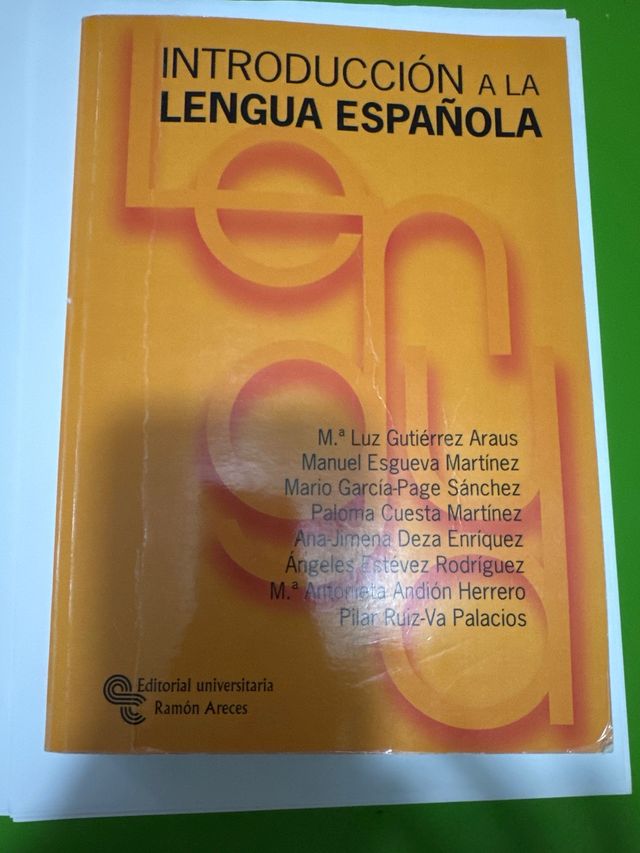 INTRODUCCIÓN A LA
LENGUA ESPAÑOLA
Lengua
M.ª Luz Gutiérrez Araus
Manuel Esgueva Martínez
Mario García-Page Sánchez
Paloma Cuesta Martínez
Ana-Jimena Deza Enríquez
Ángeles Estévez Rodríguez
M.ª Antonieta Andión Herrero
Pilar Ruiz-Va Palacios
Editorial universitaria
Ramón Areces